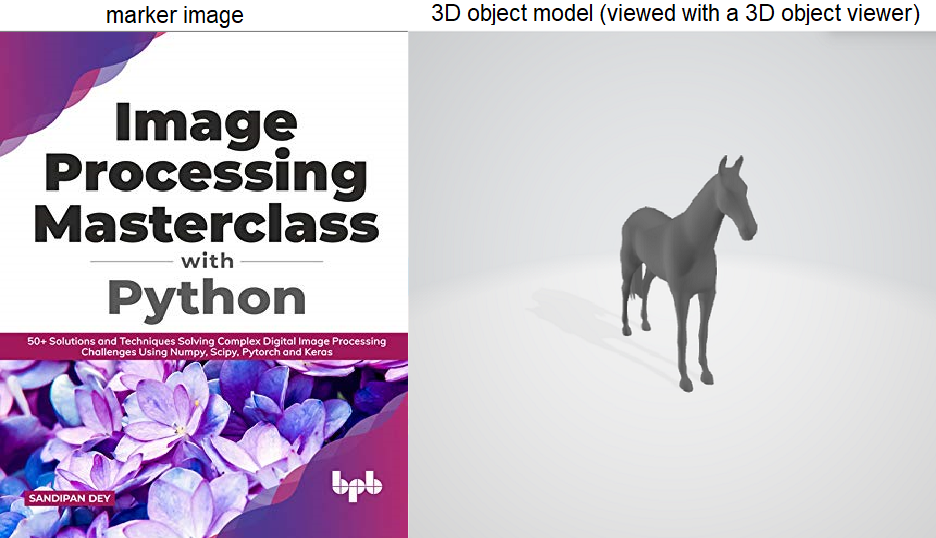 marker image
3D object model (viewed with a 3D object viewer)
Image
Processing
Masterclass
with
Python
50+ Solutions and Techniques Solving Complex Digital Image Processing
Challenges Using Numpy, Scipy, Pytorch and Keras
SANDIPAN DEY
bpb